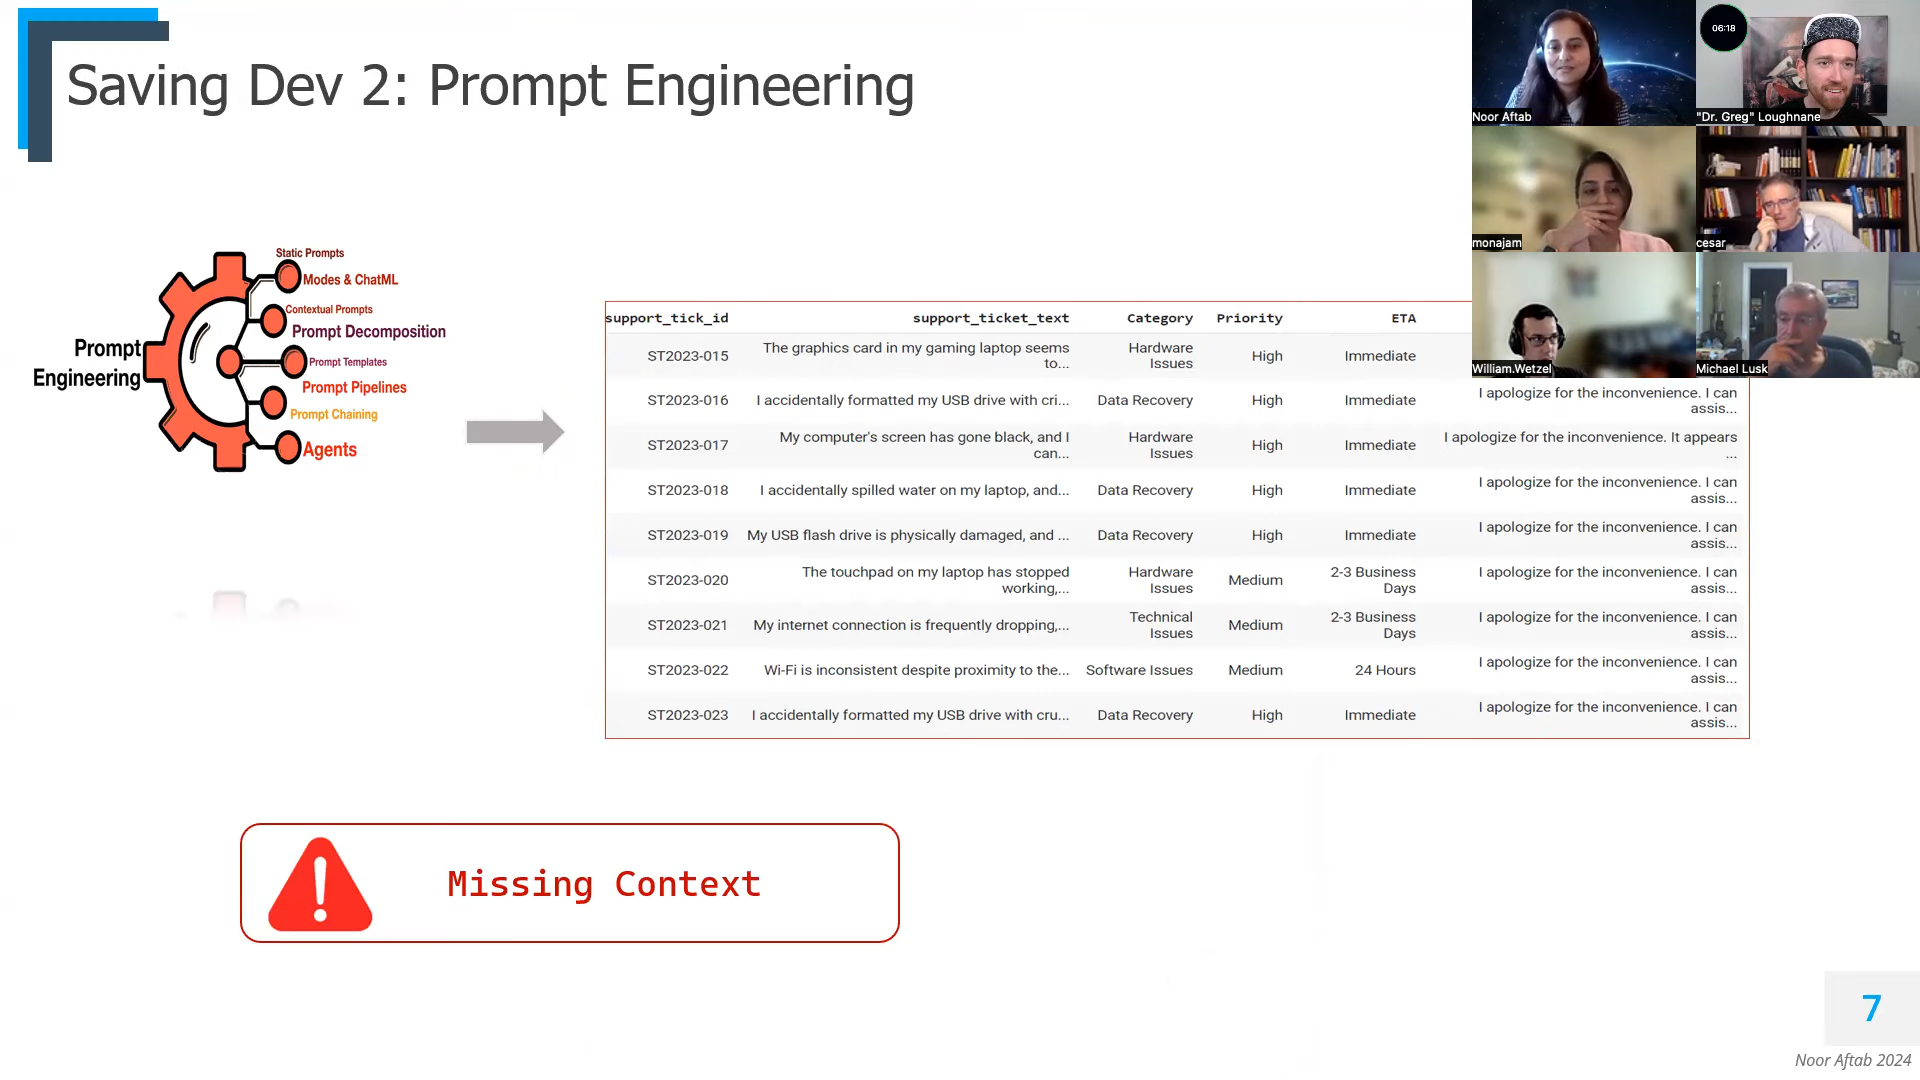 Saving Dev 2: Prompt Engineering
Noor Aftab
06:18
"Dr. Greg" Loughnane
monajam
cesar
William.Wetzel
Michael Lusk
Prompt
Engineering
Static Prompts
Modes & ChatML
Contextual Prompts
Prompt Decomposition
Prompt Templates
Prompt Pipelines
Prompt Chaining
Agents
support_tick_id support_ticket_text Category Priority ETA
ST2023-015 The graphics card in my gaming laptop seems to... Hardware Issues High Immediate
ST2023-016 I accidentally formatted my USB drive with cri... Data Recovery High Immediate I apologize for the inconvenience. I can assis...
ST2023-017 My computer's screen has gone black, and I can... Hardware Issues High Immediate I apologize for the inconvenience. It appears ...
ST2023-018 I accidentally spilled water on my laptop, and... Data Recovery High Immediate I apologize for the inconvenience. I can assis...
ST2023-019 My USB flash drive is physically damaged, and ... Data Recovery High Immediate I apologize for the inconvenience. I can assis...
ST2023-020 The touchpad on my laptop has stopped working,... Hardware Issues Medium 2-3 Business Days I apologize for the inconvenience. I can assis...
ST2023-021 My internet connection is frequently dropping,... Technical Issues Medium 2-3 Business Days I apologize for the inconvenience. I can assis...
ST2023-022 Wi-Fi is inconsistent despite proximity to the... Software Issues Medium 24 Hours I apologize for the inconvenience. I can assis...
ST2023-023 I accidentally formatted my USB drive with cru... Data Recovery High Immediate I apologize for the inconvenience. I can assis...
Missing Context
7
Noor Aftab 2024